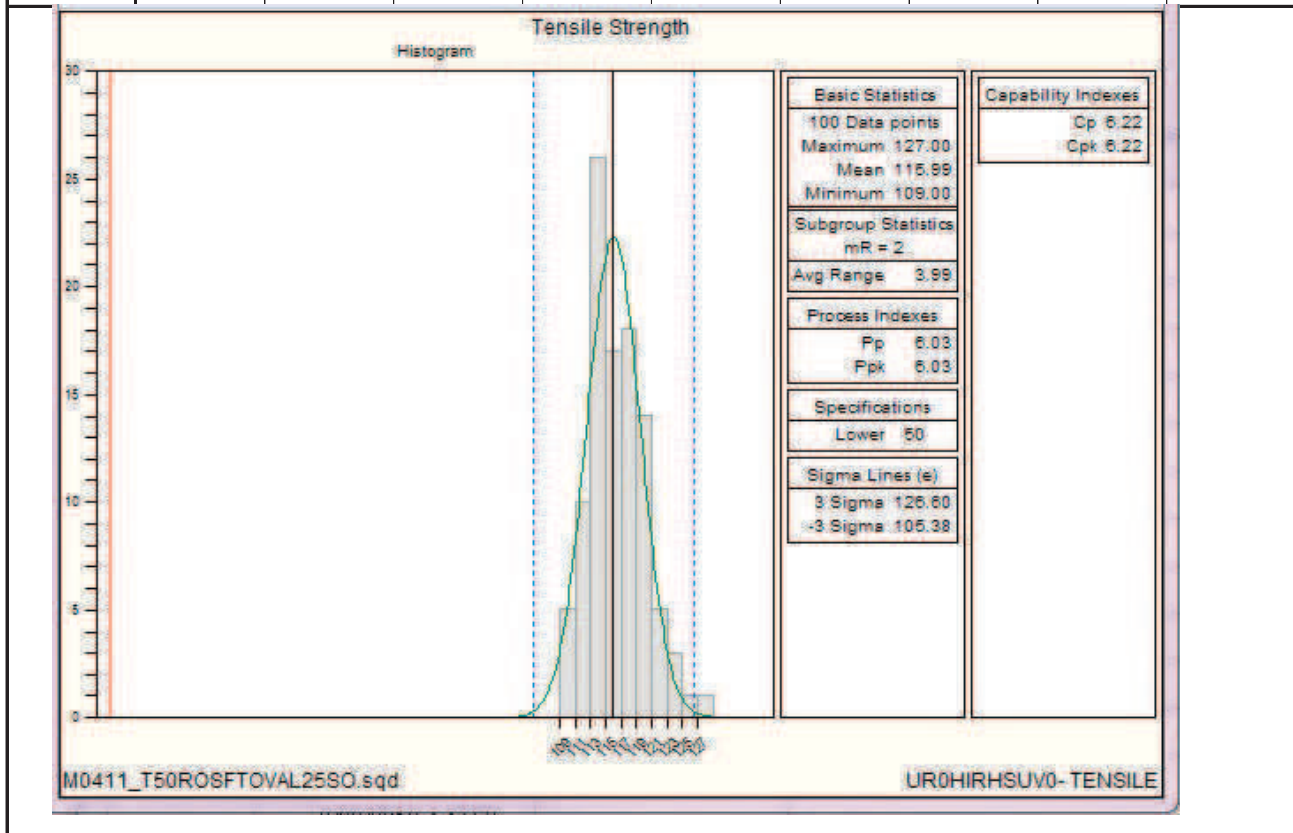 Tensile Strength
Histogram
30
25
20
15
10
5
0
Basic Statistics
100 Data points
Maximum 127.00
Mean 115.99
Minimum 109.00
Subgroup Statistics
mR = 2
Avg Range 3.99
Process Indexes
Pp 6.03
Ppk 6.03
Specifications
Lower 50
Sigma Lines (e)
3 Sigma 126.60
-3 Sigma 105.38
Capability Indexes
Cp 6.22
Cpk 6.22
M0411_T50ROSFTOVAL25SO.sqd
UR0HIRHSUV0- TENSILE